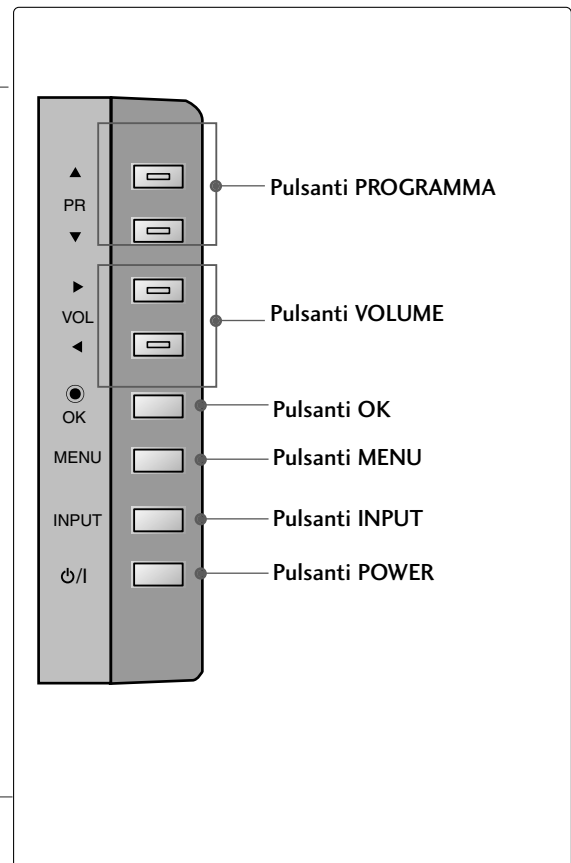 ▲
PR
▼
Pulsanti PROGRAMMA
▶
VOL
◀
Pulsanti VOLUME
OK
Pulsanti OK
MENU
Pulsanti MENU
INPUT
Pulsanti INPUT
⏻/I
Pulsanti POWER